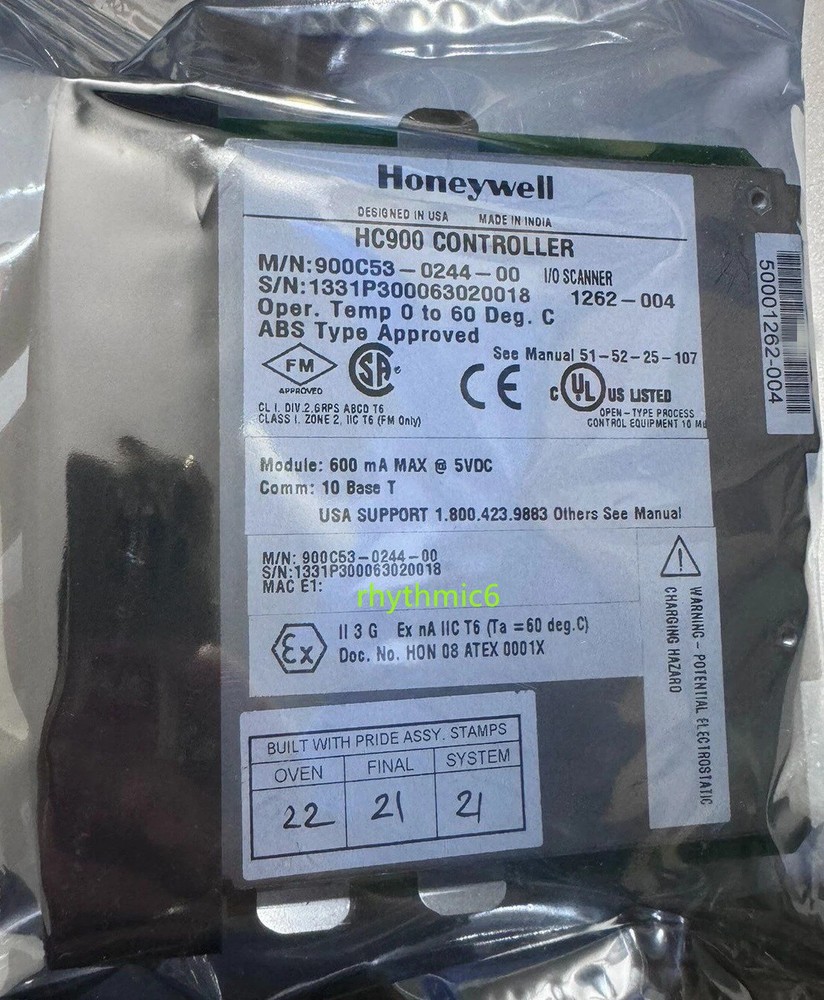 Honeywell
DESIGNED IN USA MADE IN INDIA
HC900 CONTROLLER
M/N:900C53-0244-00 I/O SCANNER
S/N:1331P300063020018 1262-004
Oper. Temp 0 to 60 Deg. C
ABS Type Approved
See Manual 51-52-25-107
FM
APPROVED
SA
CE
C UL US LISTED
OPEN-TYPE PROCESS
CONTROL EQUIPMENT 10 M
CL I. DIV.2.GRPS ABCD T6
CLASS I. ZONE 2, IIC T6 (FM Only)
Module: 600 mA MAX @ 5VDC
Comm: 10 Base T
USA SUPPORT 1.800.423.9883 Others See Manual
M/N: 900C53-0244-00
S/N:1331P300063020018
MAC E1:
rhythmic6
Ex
II 3 G Ex nA IIC T6 (Ta =60 deg.C)
Doc. No. HON 08 ATEX 0001X
WARNING - POTENTIAL ELECTROSTATIC
CHARGING HAZARD
BUILT WITH PRIDE ASSY. STAMPS
OVEN FINAL SYSTEM
22 21 21
50001262-004